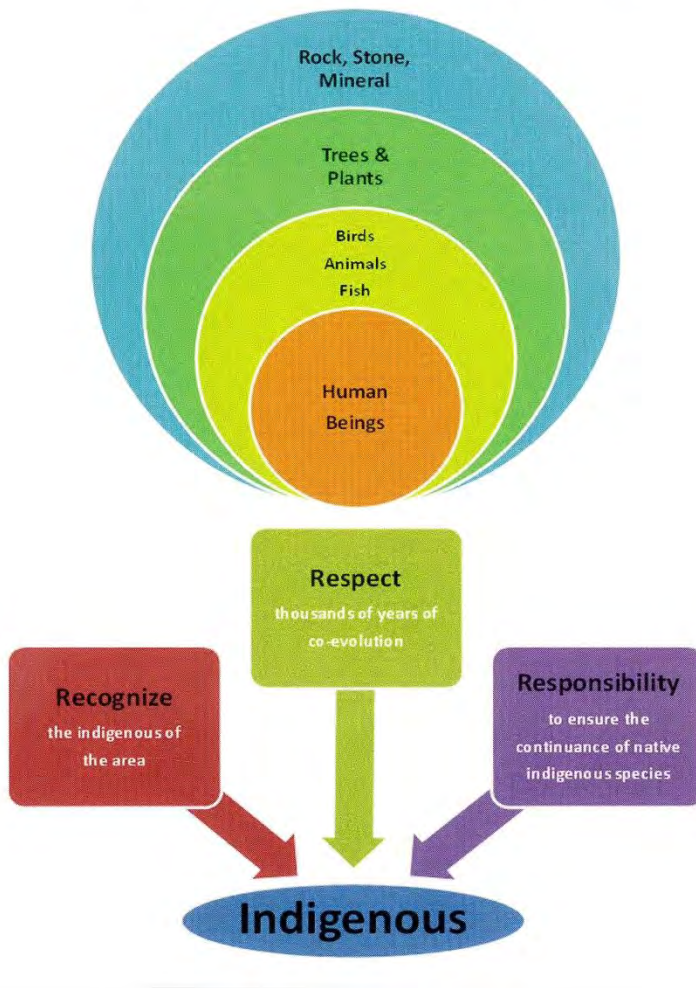 Rock, Stone,
Mineral
Trees &
Plants
Birds
Animals
Fish
Human
Beings
Respect
thousands of years of
co-evolution
Recognize
the indigenous of
the area
Responsibility
to ensure the
continuance of native
indigenous species
Indigenous